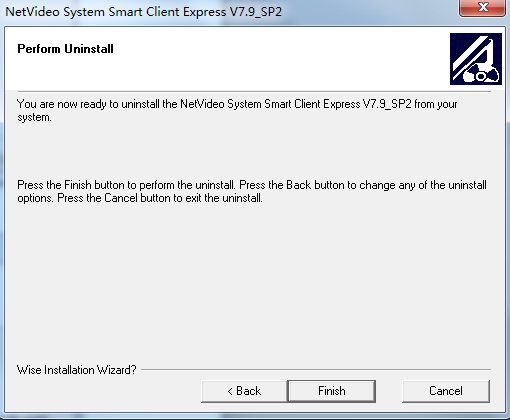 NetVideo System Smart Client Express V7.9_SP2
Perform Uninstall
You are now ready to uninstall the NetVideo System Smart Client Express V7.9_SP2 from your
system.
Press the Finish button to perform the uninstall. Press the Back button to change any of the uninstall
options. Press the Cancel button to exit the uninstall.
Wise Installation Wizard?
< Back
Finish
Cancel